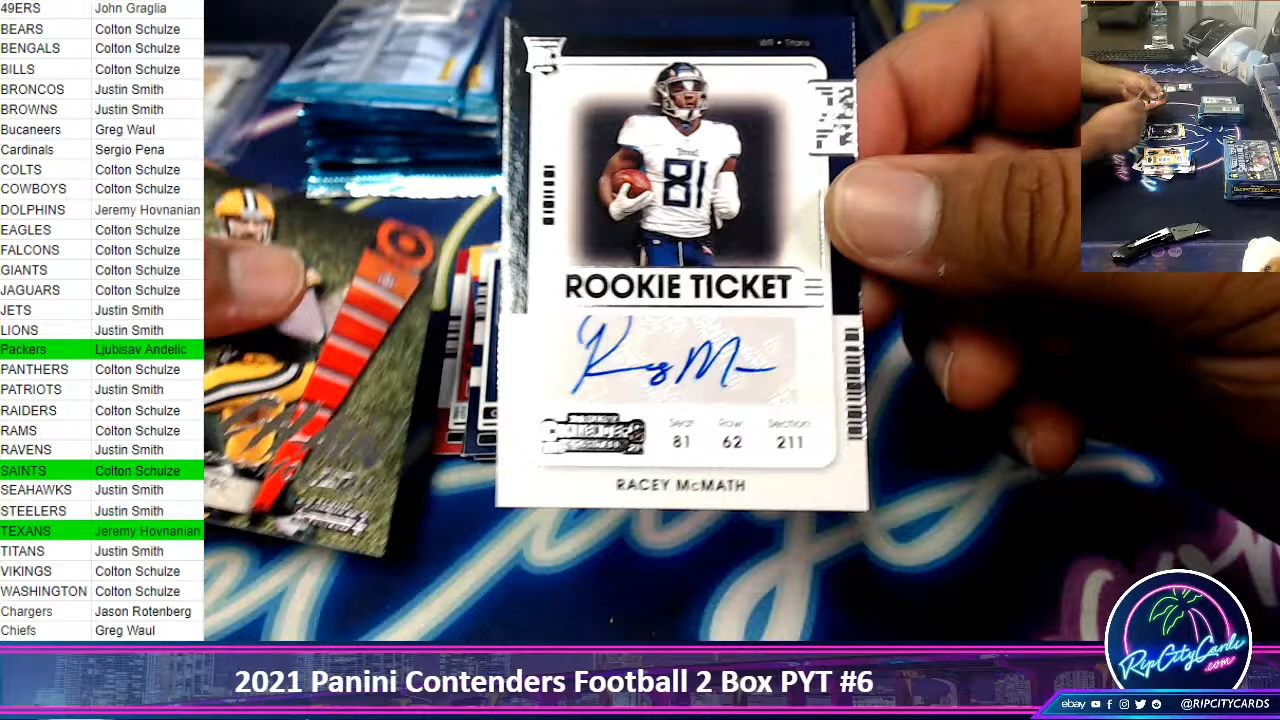 49ERS John Graglia
BEARS Colton Schulze
BENGALS Colton Schulze
BILLS Colton Schulze
BRONCOS Justin Smith
BROWNS Justin Smith
Bucaneers Greg Waul
Cardinals Sergio Pena
COLTS Colton Schulze
COWBOYS Colton Schulze
DOLPHINS Jeremy Hovnanian
EAGLES Colton Schulze
FALCONS Colton Schulze
GIANTS Colton Schulze
JAGUARS Colton Schulze
JETS Justin Smith
LIONS Justin Smith
Packers Ljubisav Andelic
PANTHERS Colton Schulze
PATRIOTS Justin Smith
RAIDERS Colton Schulze
RAMS Colton Schulze
RAVENS Justin Smith
SAINTS Colton Schulze
SEAHAWKS Justin Smith
STEELERS Justin Smith
TEXANS Jeremy Hovnanian
TITANS Justin Smith
VIKINGS Colton Schulze
WASHINGTON Colton Schulze
Chargers Jason Rotenberg
Chiefs Greg Waul
WR • Titans
81
ROOKIE TICKET
Seat Row Section
81 62 211
RACEY McMATH
RipCityCards
.com
2021 Panini Contenders Football 2 Box PYT #6
ebay @RIPCITYCARDS